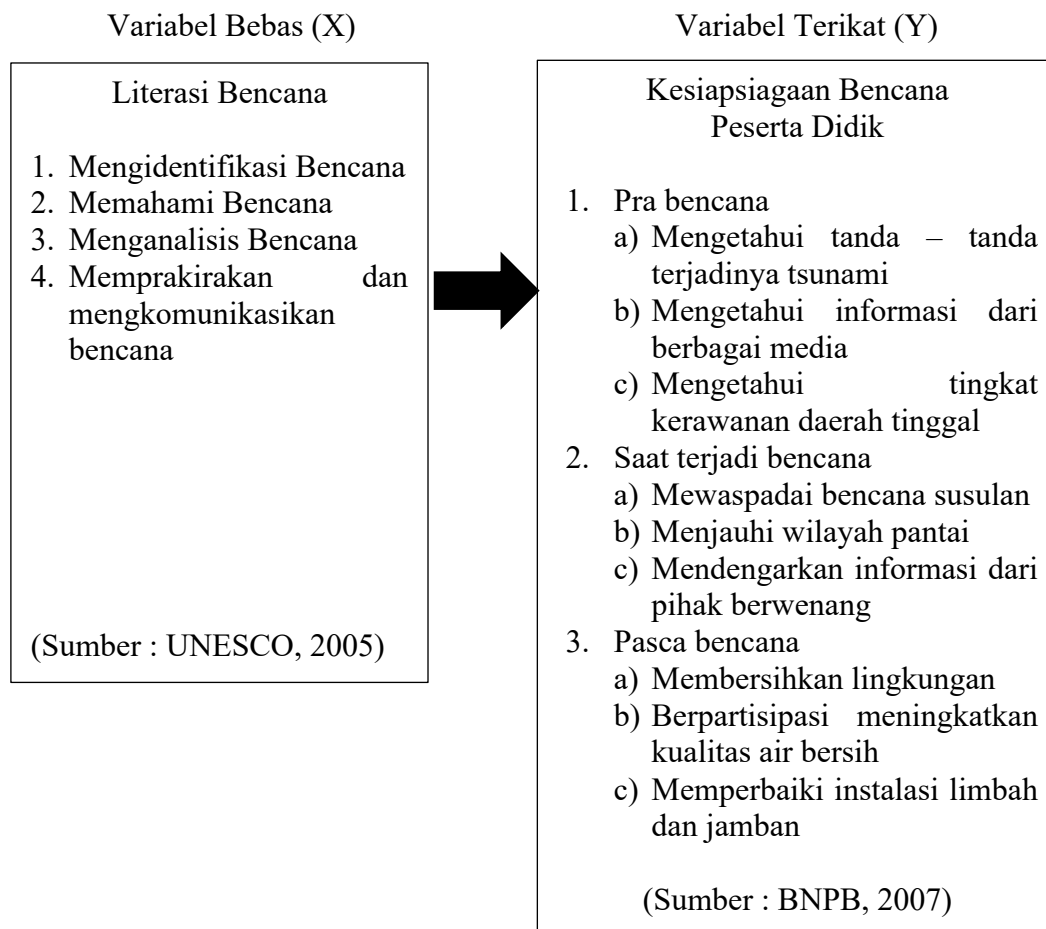 Variabel Bebas (X)
Literasi Bencana
1. Mengidentifikasi Bencana
2. Memahami Bencana
3. Menganalisis Bencana
4. Memprakirakan dan
mengkomunikasikan
bencana
(Sumber : UNESCO, 2005)
Variabel Terikat (Y)
Kesiapsiagaan Bencana
Peserta Didik
1. Pra bencana
a) Mengetahui tanda – tanda
terjadinya tsunami
b) Mengetahui informasi dari
berbagai media
c) Mengetahui tingkat
kerawanan daerah tinggal
2. Saat terjadi bencana
a) Mewaspadai bencana susulan
b) Menjauhi wilayah pantai
c) Mendengarkan informasi dari
pihak berwenang
3. Pasca bencana
a) Membersihkan lingkungan
b) Berpartisipasi meningkatkan
kualitas air bersih
c) Memperbaiki instalasi limbah
dan jamban
(Sumber : BNPB, 2007)